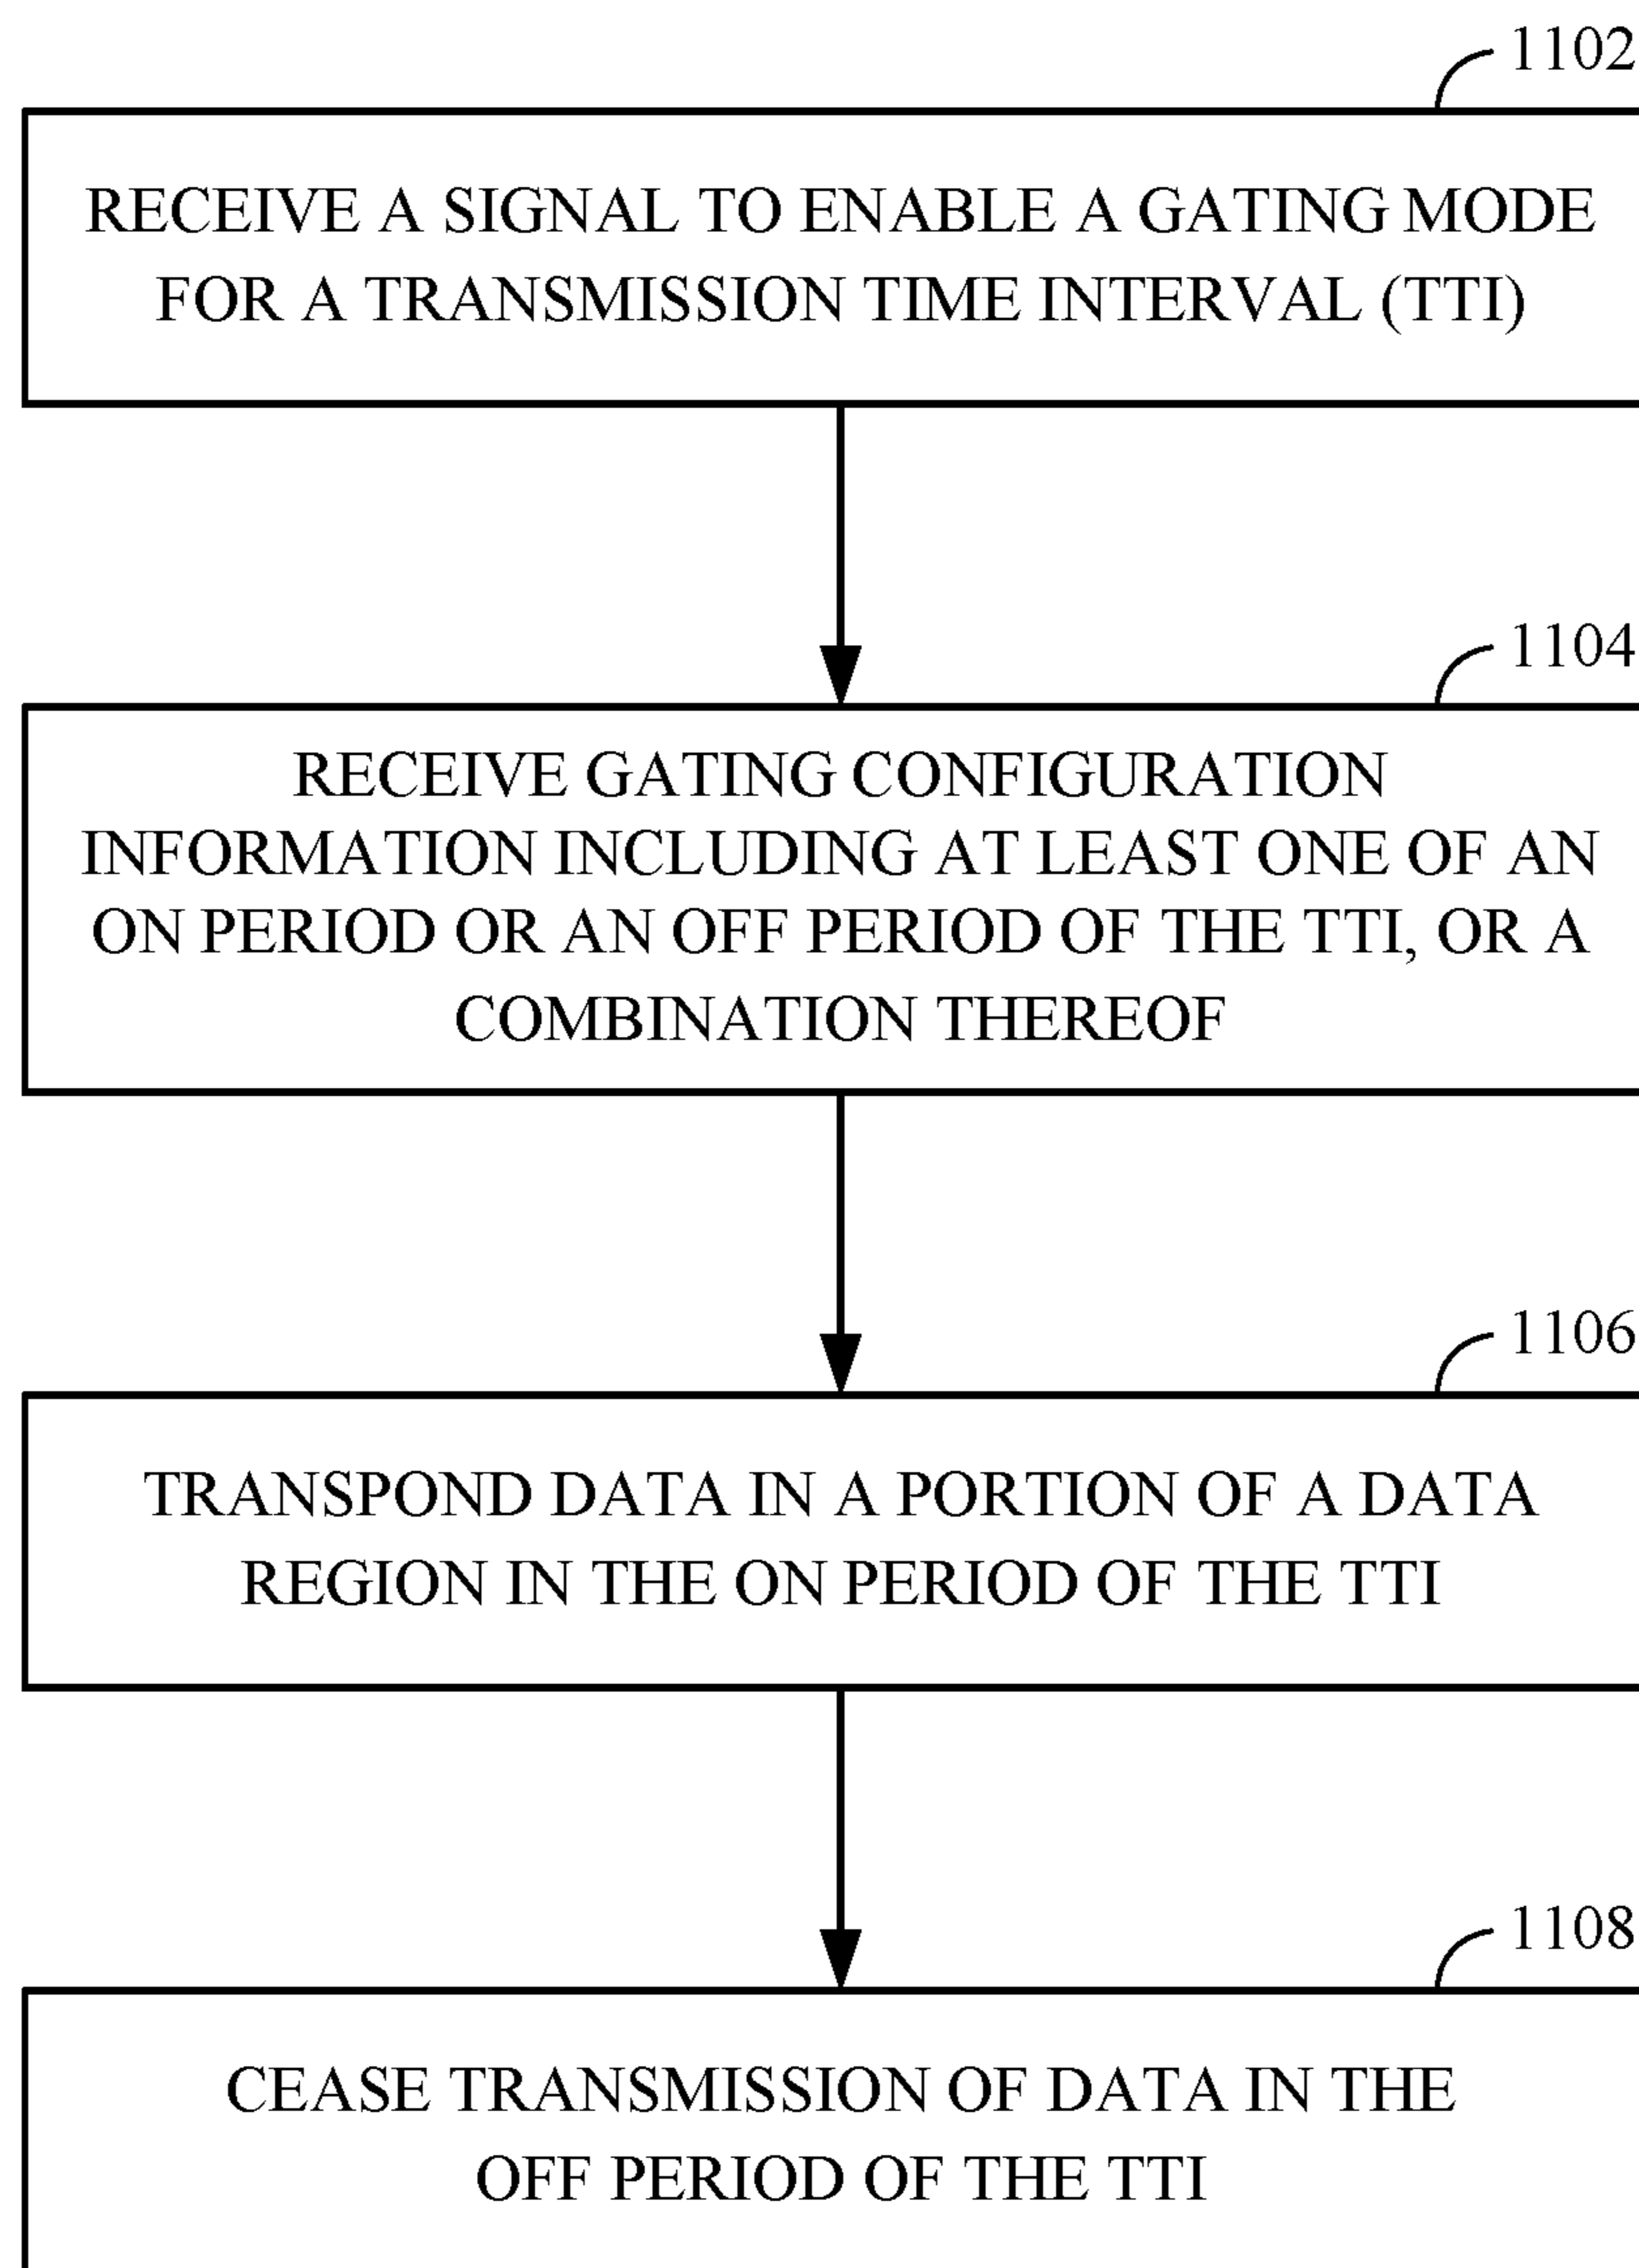 1102
RECEIVE A SIGNAL TO ENABLE A GATING MODE
FOR A TRANSMISSION TIME INTERVAL (TTI)
1104
RECEIVE GATING CONFIGURATION
INFORMATION INCLUDING AT LEAST ONE OF AN
ON PERIOD OR AN OFF PERIOD OF THE TTI, OR A
COMBINATION THEREOF
1106
TRANSPOND DATA IN A PORTION OF A DATA
REGION IN THE ON PERIOD OF THE TTI
1108
CEASE TRANSMISSION OF DATA IN THE
OFF PERIOD OF THE TTI